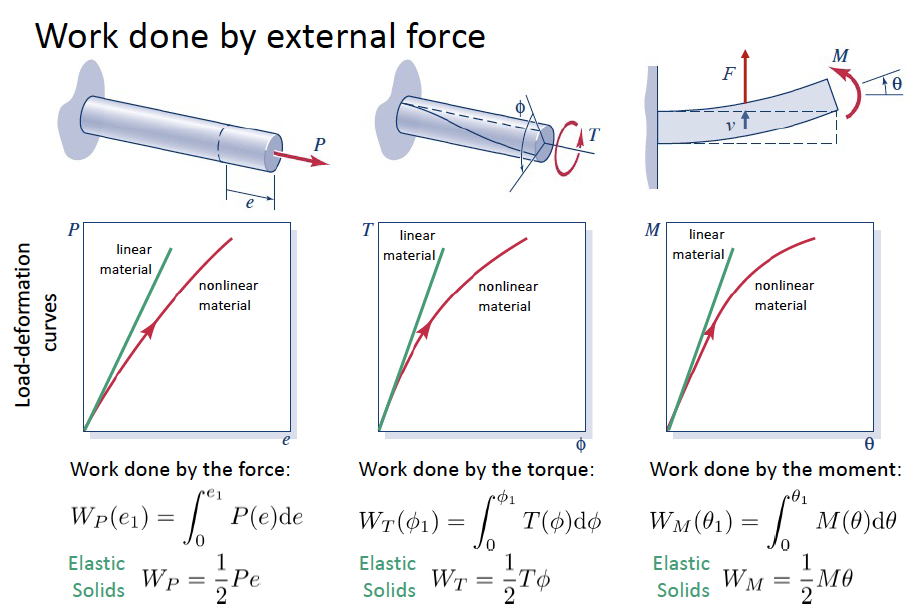 Work done by external force
P
e
ϕ
T
F
v
M
θ
Load-deformation
curves
P
linear
material
nonlinear
material
e
T
linear
material
nonlinear
material
ϕ
M
linear
material
nonlinear
material
θ
Work done by the force:
W_P(e_1) = ∫_0^{e_1} P(e)de
Elastic
Solids
W_P = 1/2 Pe
Work done by the torque:
W_T(ϕ_1) = ∫_0^{ϕ_1} T(ϕ)dϕ
Elastic
Solids
W_T = 1/2 Tϕ
Work done by the moment:
W_M(θ_1) = ∫_0^{θ_1} M(θ)dθ
Elastic
Solids
W_M = 1/2 Mθ